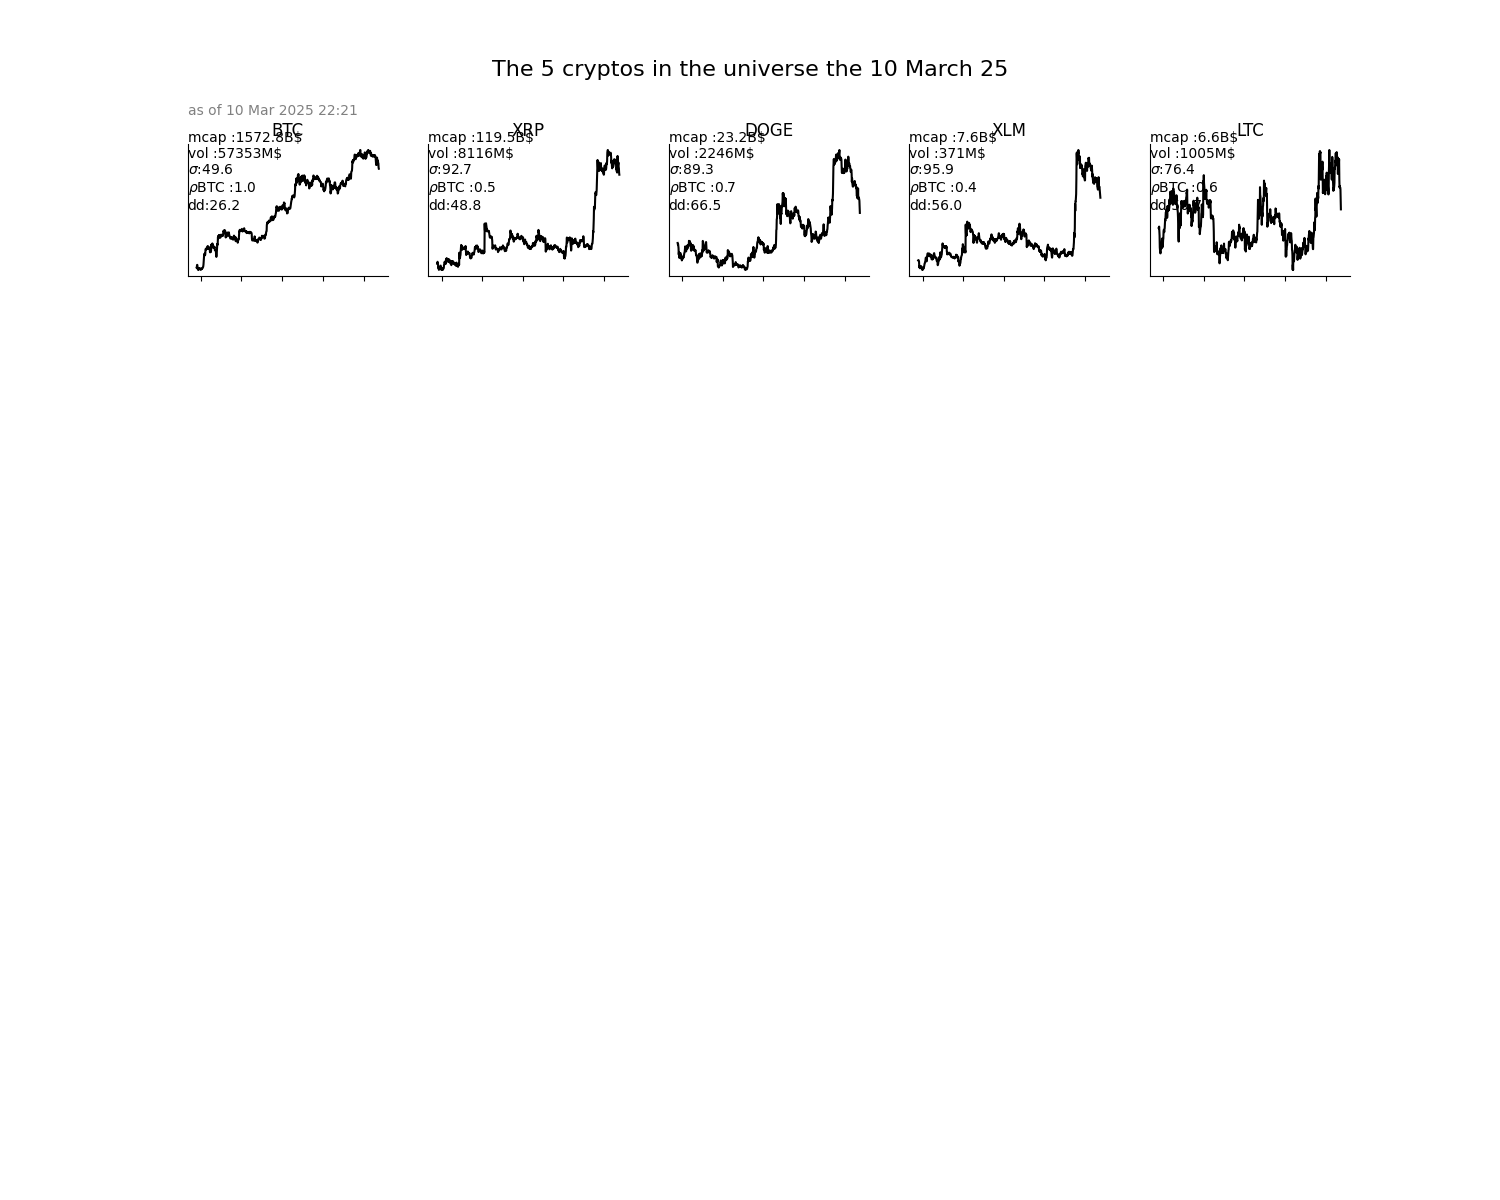 The 5 cryptos in the universe the 10 March 25
as of 10 Mar 2025 22:21
BTC
mcap :1572.8B$
vol :57353M$
σ:49.6
ρBTC :1.0
dd:26.2
XRP
mcap :119.5B$
vol :8116M$
σ:92.7
ρBTC :0.5
dd:48.8
DOGE
mcap :23.2B$
vol :2246M$
σ:89.3
ρBTC :0.7
dd:66.5
XLM
mcap :7.6B$
vol :371M$
σ:95.9
ρBTC :0.4
dd:56.0
LTC
mcap :6.6B$
vol :1005M$
σ:76.4
ρBTC :0.6